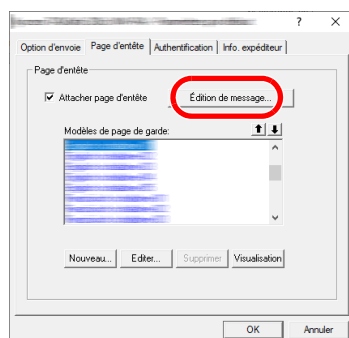 Option d'envoie Page d'entête Authentification Info. expéditeur
Page d'entête
Attacher page d'entête Édition de message...
Modèles de page de garde:
Nouveau... Editer... Supprimer Visualisation
OK Annuler